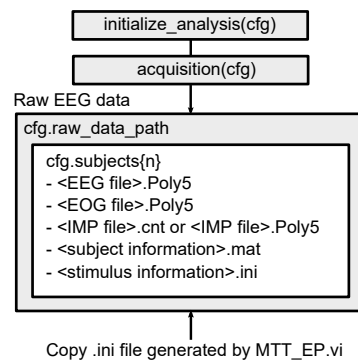 initialize_analysis(cfg)
acquisition(cfg)
Raw EEG data
cfg.raw_data_path
cfg.subjects{n}
- <EEG file>.Poly5
- <EOG file>.Poly5
- <IMP file>.cnt or <IMP file>.Poly5
- <subject information>.mat
- <stimulus information>.ini
Copy .ini file generated by MTT_EP.vi